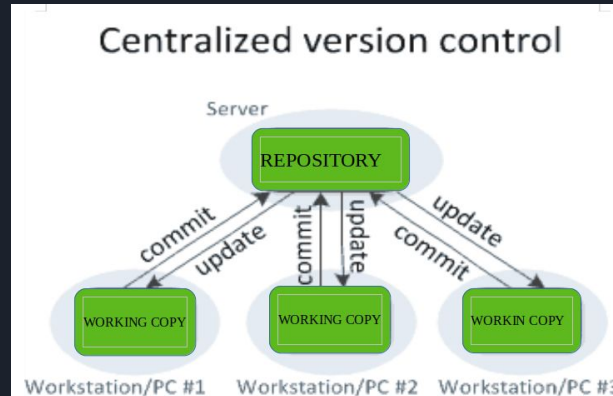 Centralized version control
Server
REPOSITORY
commit
update
commit
update
commit
update
WORKING COPY
WORKING COPY
WORKIN COPY
Workstation/PC #1
Workstation/PC #2
Workstation/PC #3